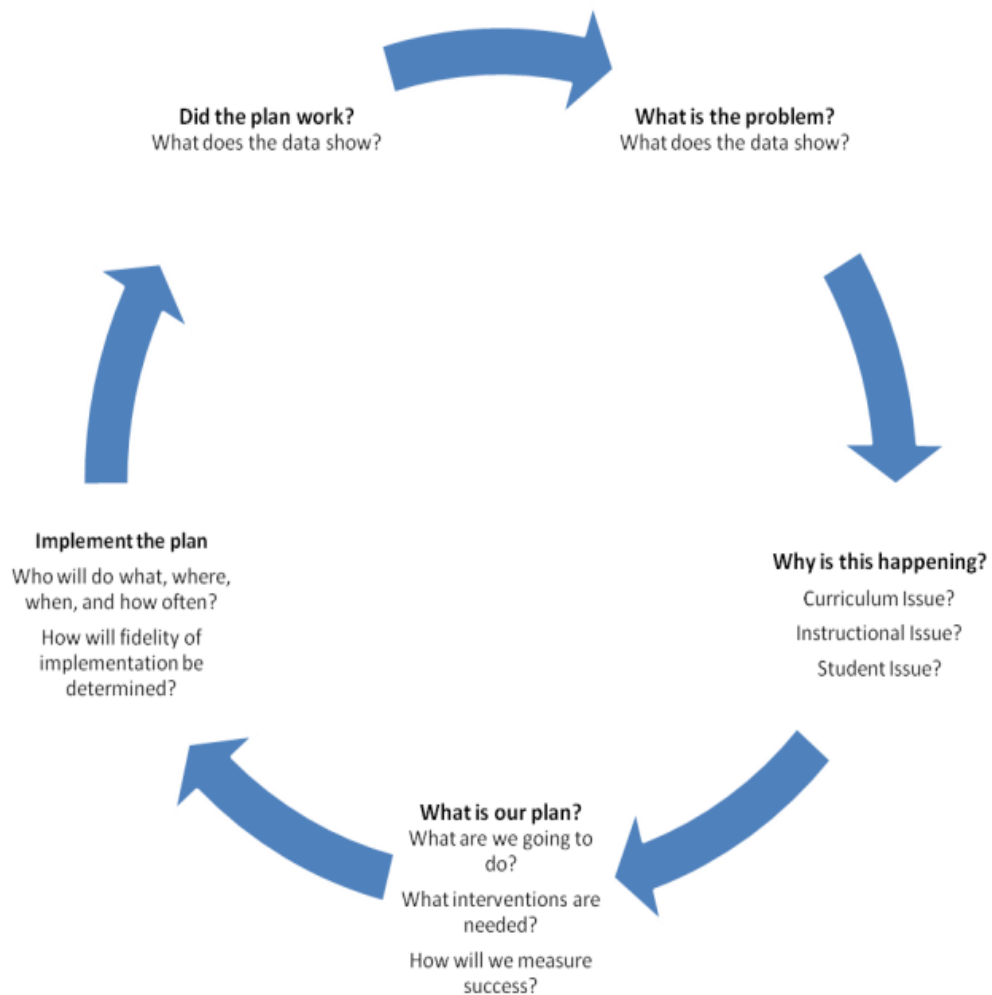 Did the plan work?
What does the data show?
What is the problem?
What does the data show?
Why is this happening?
Curriculum Issue?
Instructional Issue?
Student Issue?
What is our plan?
What are we going to
do?
What interventions are
needed?
How will we measure
success?
Implement the plan
Who will do what, where,
when, and how often?
How will fidelity of
implementation be
determined?